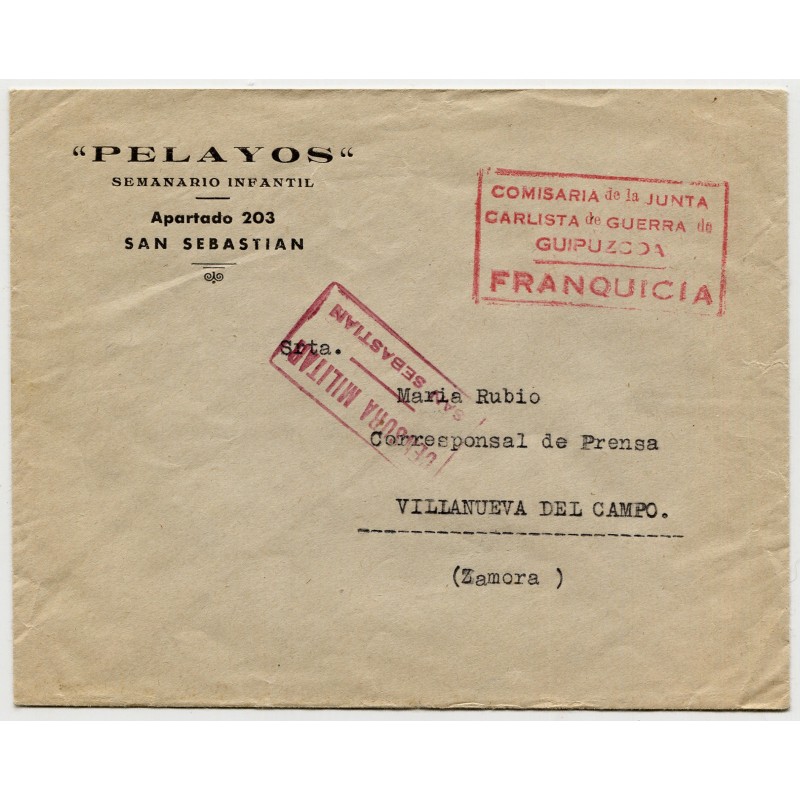 “PELAYOS“
SEMANARIO INFANTIL
Apartado 203
SAN SEBASTIAN
COMISARIA de la JUNTA
CARLISTA de GUERRA de
GUIPUZCOA
FRANQUICIA
CENSURA MILITAR
SAN SEBASTIAN
Srta.
Maria Rubio
Corresponsal de Prensa
VILLANUEVA DEL CAMPO.
(Zamora )